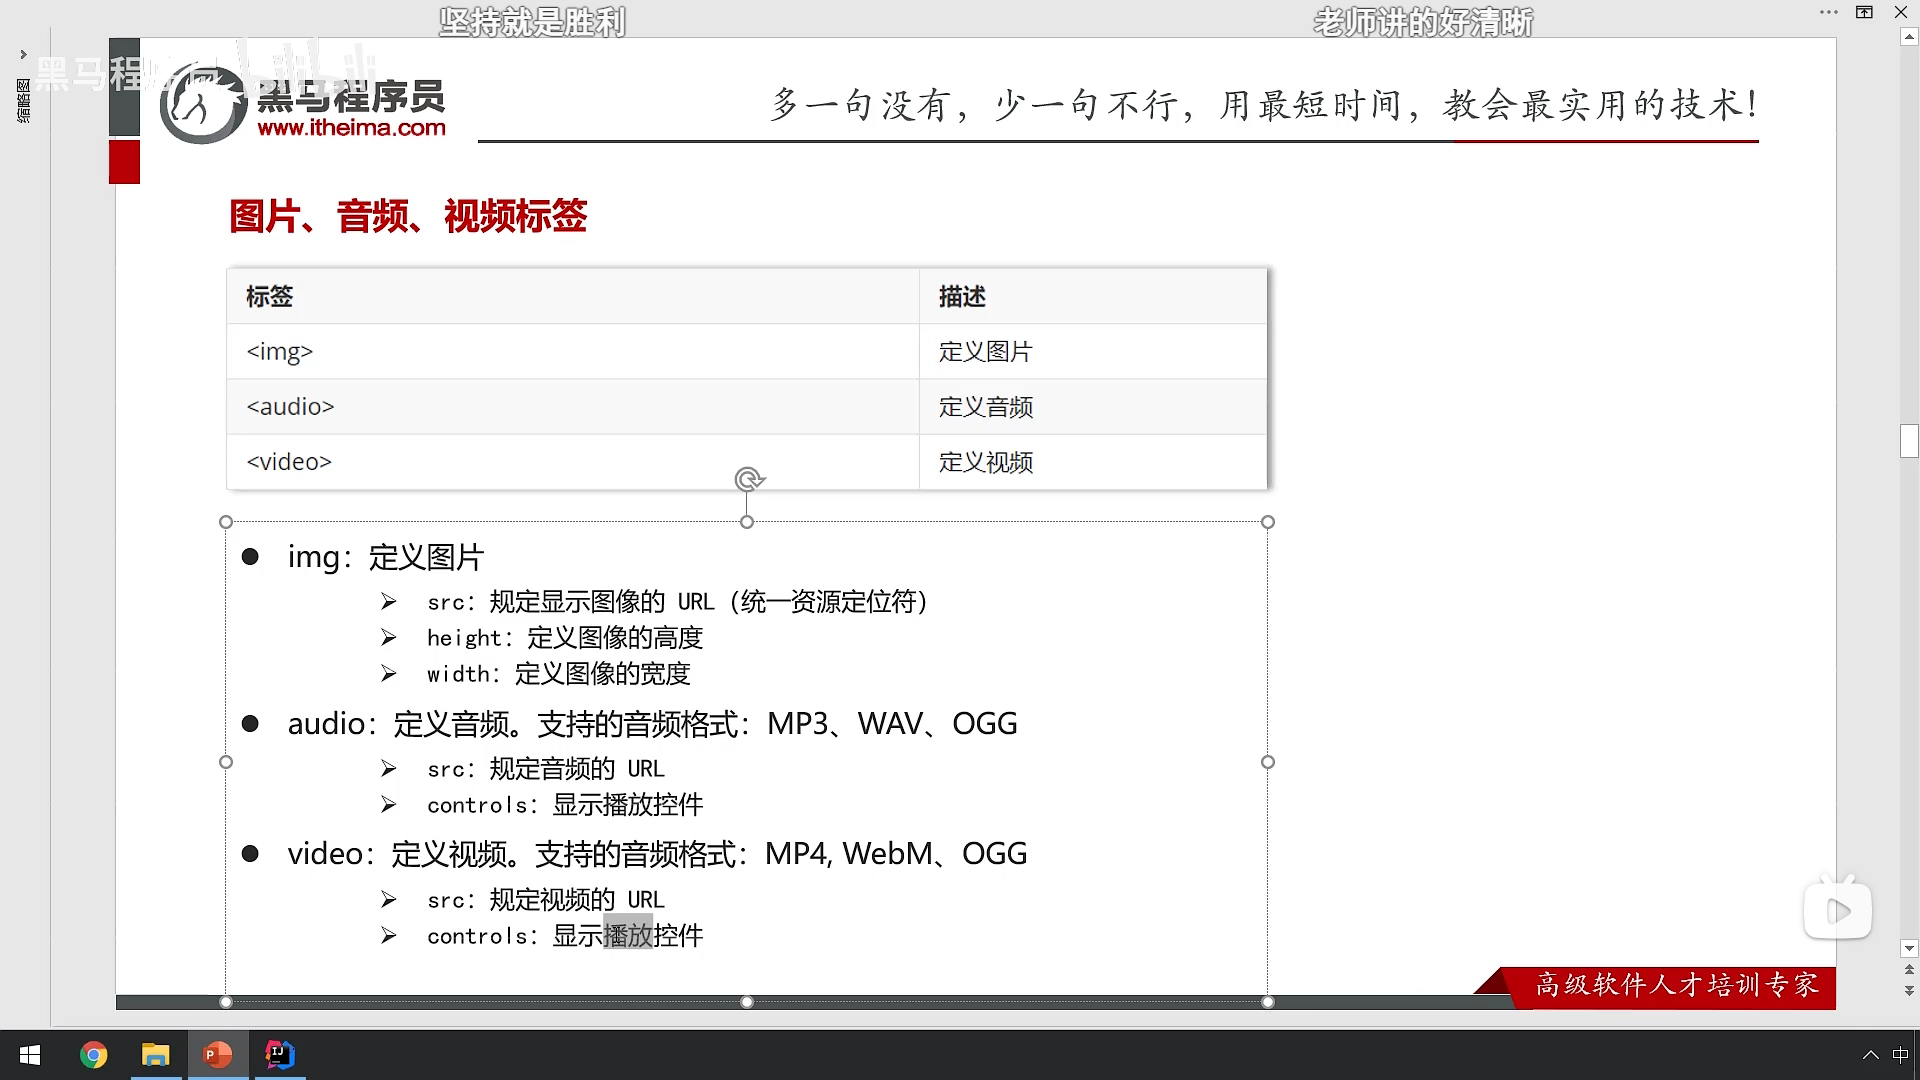 坚持就是胜利
老师讲的好清晰
缩略图
黑马程序员
黑马程序员
www.itheima.com
多一句没有，少一句不行，用最短时间，教会最实用的技术！
图片、音频、视频标签
标签 描述
<img> 定义图片
<audio> 定义音频
<video> 定义视频
● img：定义图片
➢ src：规定显示图像的 URL（统一资源定位符）
➢ height：定义图像的高度
➢ width：定义图像的宽度
● audio：定义音频。支持的音频格式：MP3、WAV、OGG
➢ src：规定音频的 URL
➢ controls：显示播放控件
● video：定义视频。支持的音频格式：MP4, WebM、OGG
➢ src：规定视频的 URL
➢ controls：显示播放控件
高级软件人才培训专家
中